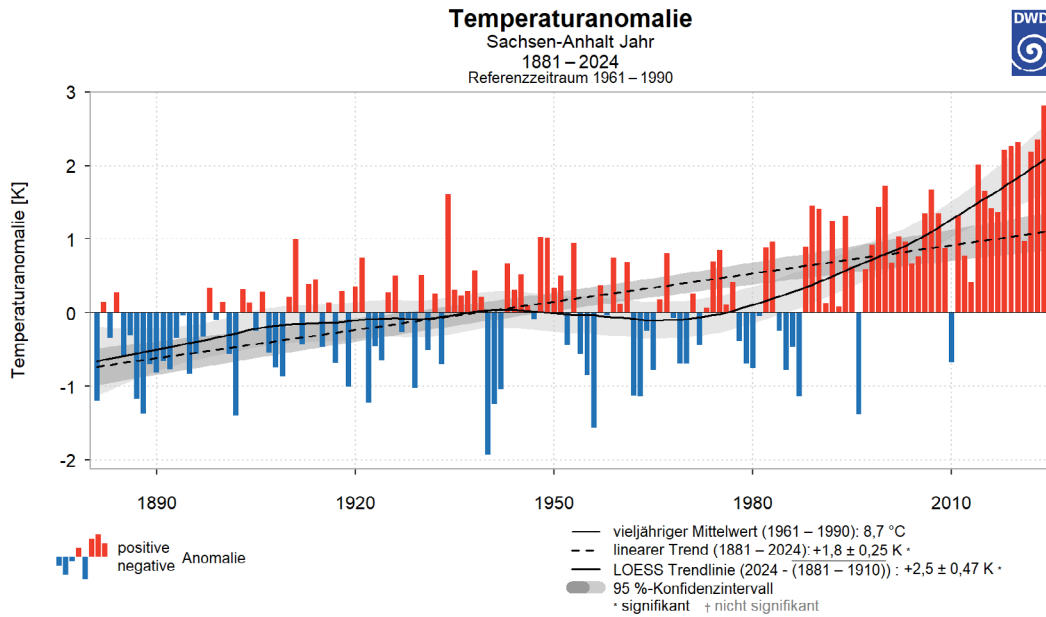 Temperaturanomalie
Sachsen-Anhalt Jahr
1881 – 2024
Referenzzeitraum 1961 – 1990
DWD
Temperaturanomalie [K]
3
2
1
0
-1
-2
1890
1920
1950
1980
2010
positive
negative
Anomalie
vieljähriger Mittelwert (1961 – 1990): 8,7 °C
linearer Trend (1881 – 2024): +1,8 ± 0,25 K *
LOESS Trendlinie (2024 - (1881 – 1910)) : +2,5 ± 0,47 K *
95 %-Konfidenzintervall
* signifikant † nicht signifikant